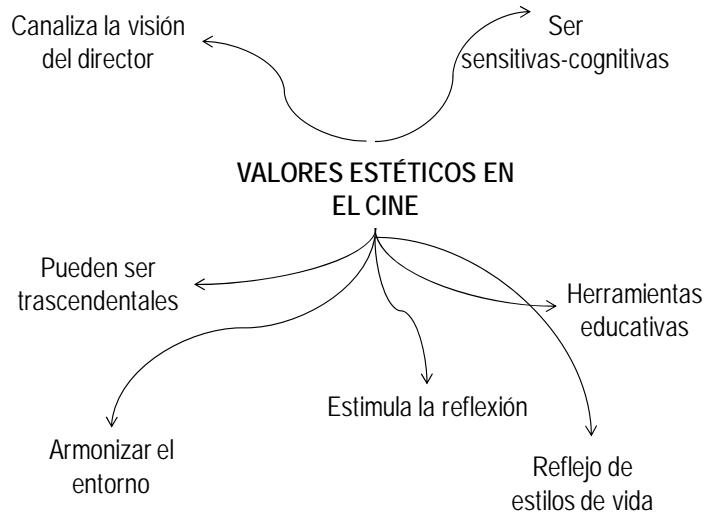 Canaliza la visión
del director
Ser
sensitivas-cognitivas
VALORES ESTÉTICOS EN
EL CINE
Pueden ser
trascendentales
Herramientas
educativas
Estimula la reflexión
Armonizar el
entorno
Reflejo de
estilos de vida